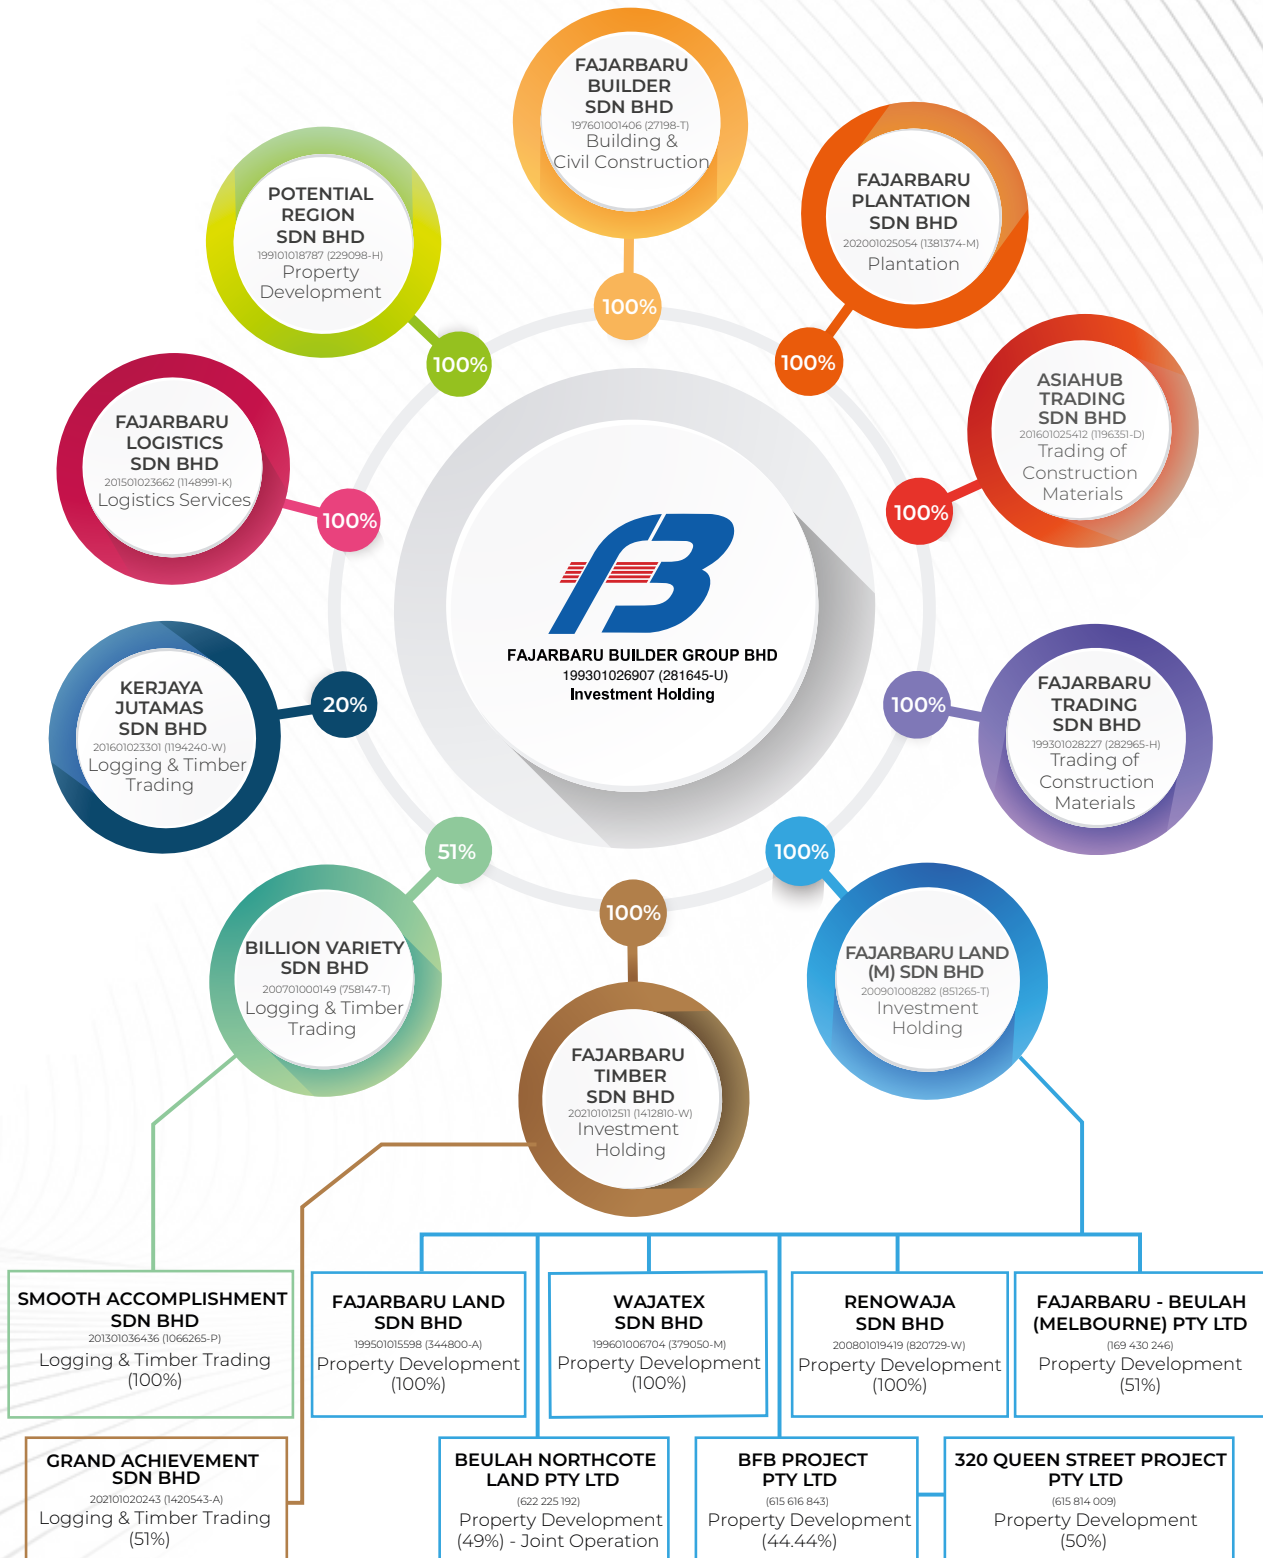 FAJARBARU
BUILDER
SDN BHD
197601001406 (27198-T)
Building &
Civil Construction
100%
FAJARBARU
PLANTATION
SDN BHD
202001025054 (1381374-M)
Plantation
100%
ASIAHUB
TRADING
SDN BHD
201601025412 (1196351-D)
Trading of
Construction
Materials
100%
FAJARBARU
TRADING
SDN BHD
199301028227 (282965-H)
Trading of
Construction
Materials
100%
FAJARBARU LAND
(M) SDN BHD
200901008282 (851265-T)
Investment
Holding
100%
FAJARBARU
TIMBER
SDN BHD
202101012511 (1412810-W)
Investment
Holding
100%
BILLION VARIETY
SDN BHD
200701000149 (758147-T)
Logging & Timber
Trading
51%
KERJAYA
JUTAMAS
SDN BHD
201601023301 (1194240-W)
Logging & Timber
Trading
20%
FAJARBARU
LOGISTICS
SDN BHD
201501023662 (1148991-K)
Logistics Services
100%
POTENTIAL
REGION
SDN BHD
199101018787 (229098-H)
Property
Development
100%
FB
FAJARBARU BUILDER GROUP BHD
199301026907 (281645-U)
Investment Holding
SMOOTH ACCOMPLISHMENT
SDN BHD
201301036436 (1066265-P)
Logging & Timber Trading
(100%)
FAJARBARU LAND
SDN BHD
199501015598 (344800-A)
Property Development
(100%)
WAJATEX
SDN BHD
199601006704 (379050-M)
Property Development
(100%)
RENOWAJA
SDN BHD
200801019419 (820729-W)
Property Development
(100%)
FAJARBARU - BEULAH
(MELBOURNE) PTY LTD
(169 430 246)
Property Development
(51%)
GRAND ACHIEVEMENT
SDN BHD
202101020243 (1420543-A)
Logging & Timber Trading
(51%)
BEULAH NORTHCOTE
LAND PTY LTD
(622 225 192)
Property Development
(49%) - Joint Operation
BFB PROJECT
PTY LTD
(615 616 843)
Property Development
(44.44%)
320 QUEEN STREET PROJECT
PTY LTD
(615 814 009)
Property Development
(50%)